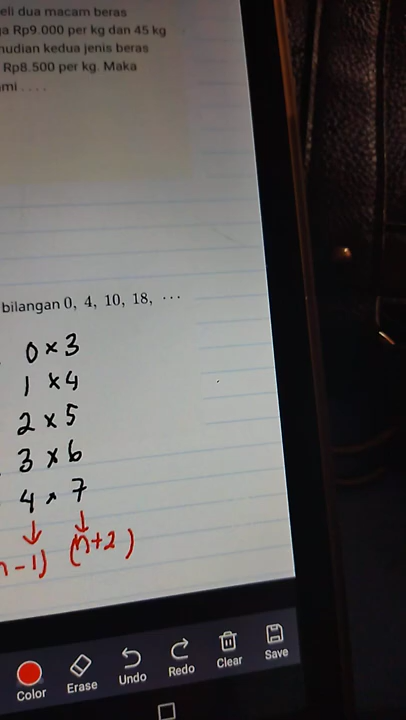 eli dua macam beras
a Rp9.000 per kg dan 45 kg
nudian kedua jenis beras
Rp8.500 per kg. Maka
mi . . . .
bilangan 0, 4, 10, 18, ⋯
0 × 3
1 × 4
2 × 5
3 × 6
4 × 7
↓ ↓
n-1) (n+2)
Color Erase Undo Redo Clear Save